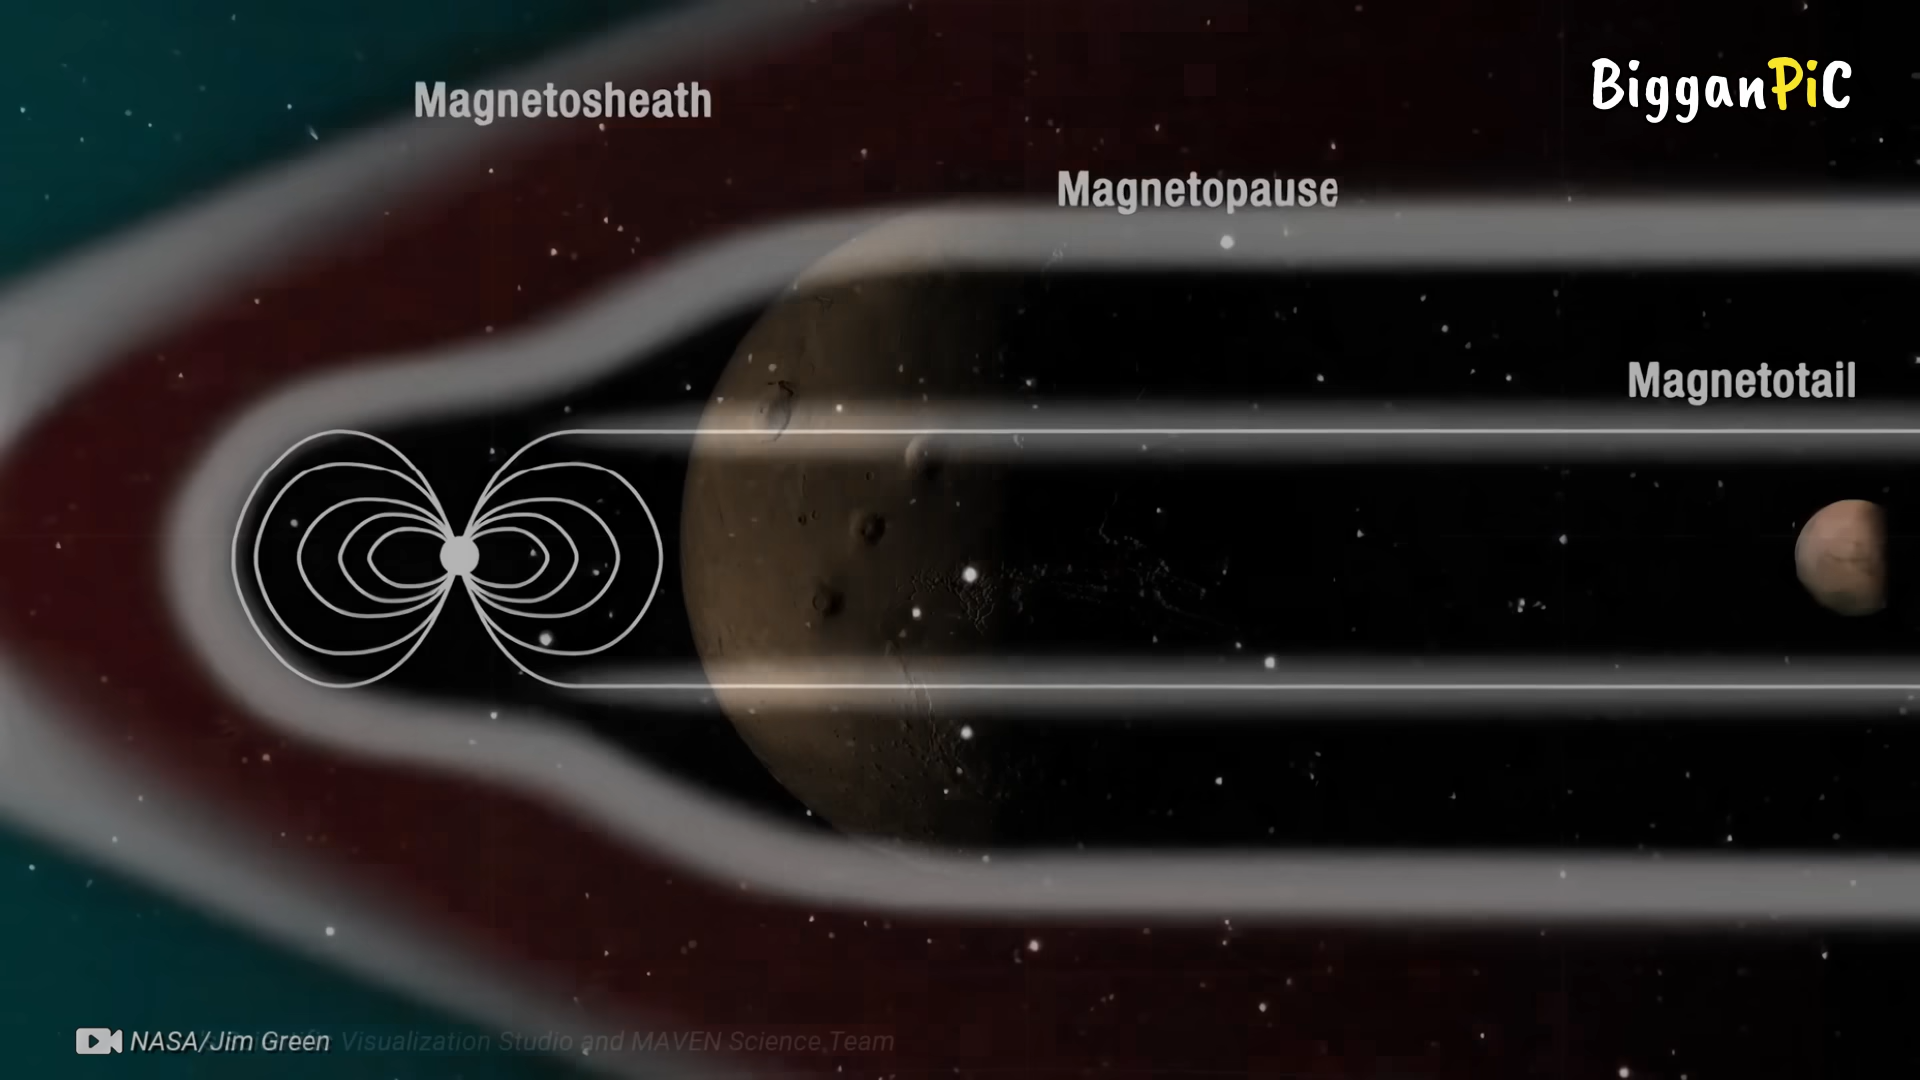 Magnetosheath
BigganPiC
Magnetopause
Magnetotail
NASA/Jim Green
Visualization Studio and MAVEN Science Team